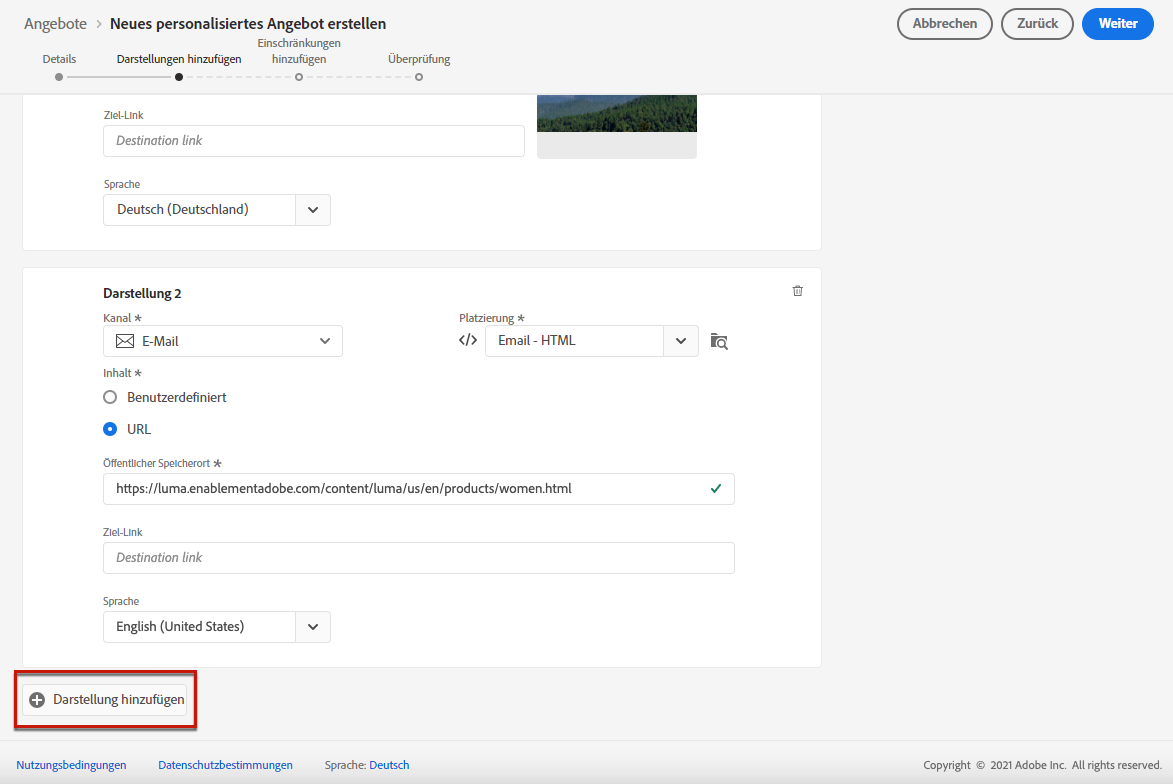 Angebote > Neues personalisiertes Angebot erstellen
Abbrechen Zurück Weiter
Details
Darstellungen hinzufügen
Einschränkungen
hinzufügen
Überprüfung
Ziel-Link
Destination link
Sprache
Deutsch (Deutschland)
Darstellung 2
Kanal *
Platzierung *
E-Mail
</> Email - HTML
Inhalt *
Benutzerdefiniert
URL
Öffentlicher Speicherort *
https://luma.enablementadobe.com/content/luma/us/en/products/women.html
Ziel-Link
Destination link
Sprache
English (United States)
Darstellung hinzufügen
Nutzungsbedingungen Datenschutzbestimmungen Sprache: Deutsch Copyright © 2021 Adobe Inc. All rights reserved.